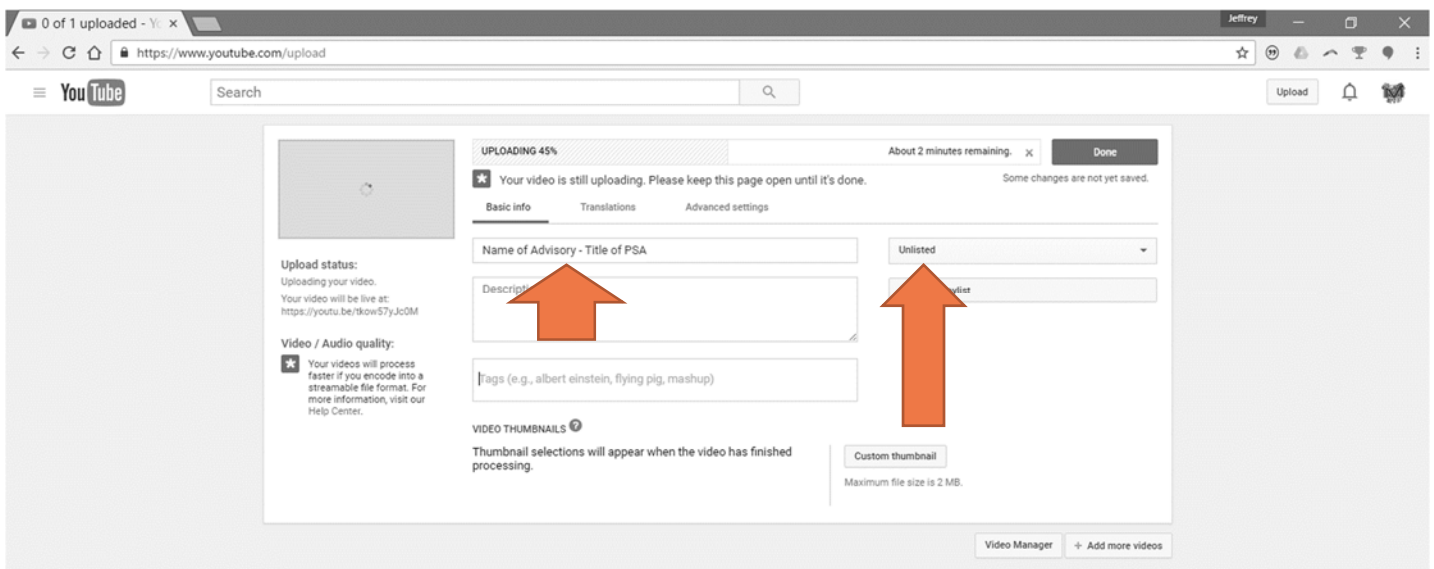 0 of 1 uploaded - Yo
Jeffrey
https://www.youtube.com/upload
YouTube
Search
Upload
UPLOADING 45%
About 2 minutes remaining.
Done
Your video is still uploading. Please keep this page open until it's done.
Some changes are not yet saved.
Basic info
Translations
Advanced settings
Name of Advisory - Title of PSA
Unlisted
Upload status:
Uploading your video.
Your video will be live at:
https://youtu.be/tkow57yJc0M
Video / Audio quality:
Your videos will process
faster if you encode into a
streamable file format. For
more information, visit our
Help Center.
Tags (e.g., albert einstein, flying pig, mashup)
VIDEO THUMBNAILS ?
Thumbnail selections will appear when the video has finished
processing.
Custom thumbnail
Maximum file size is 2 MB.
Video Manager
+ Add more videos